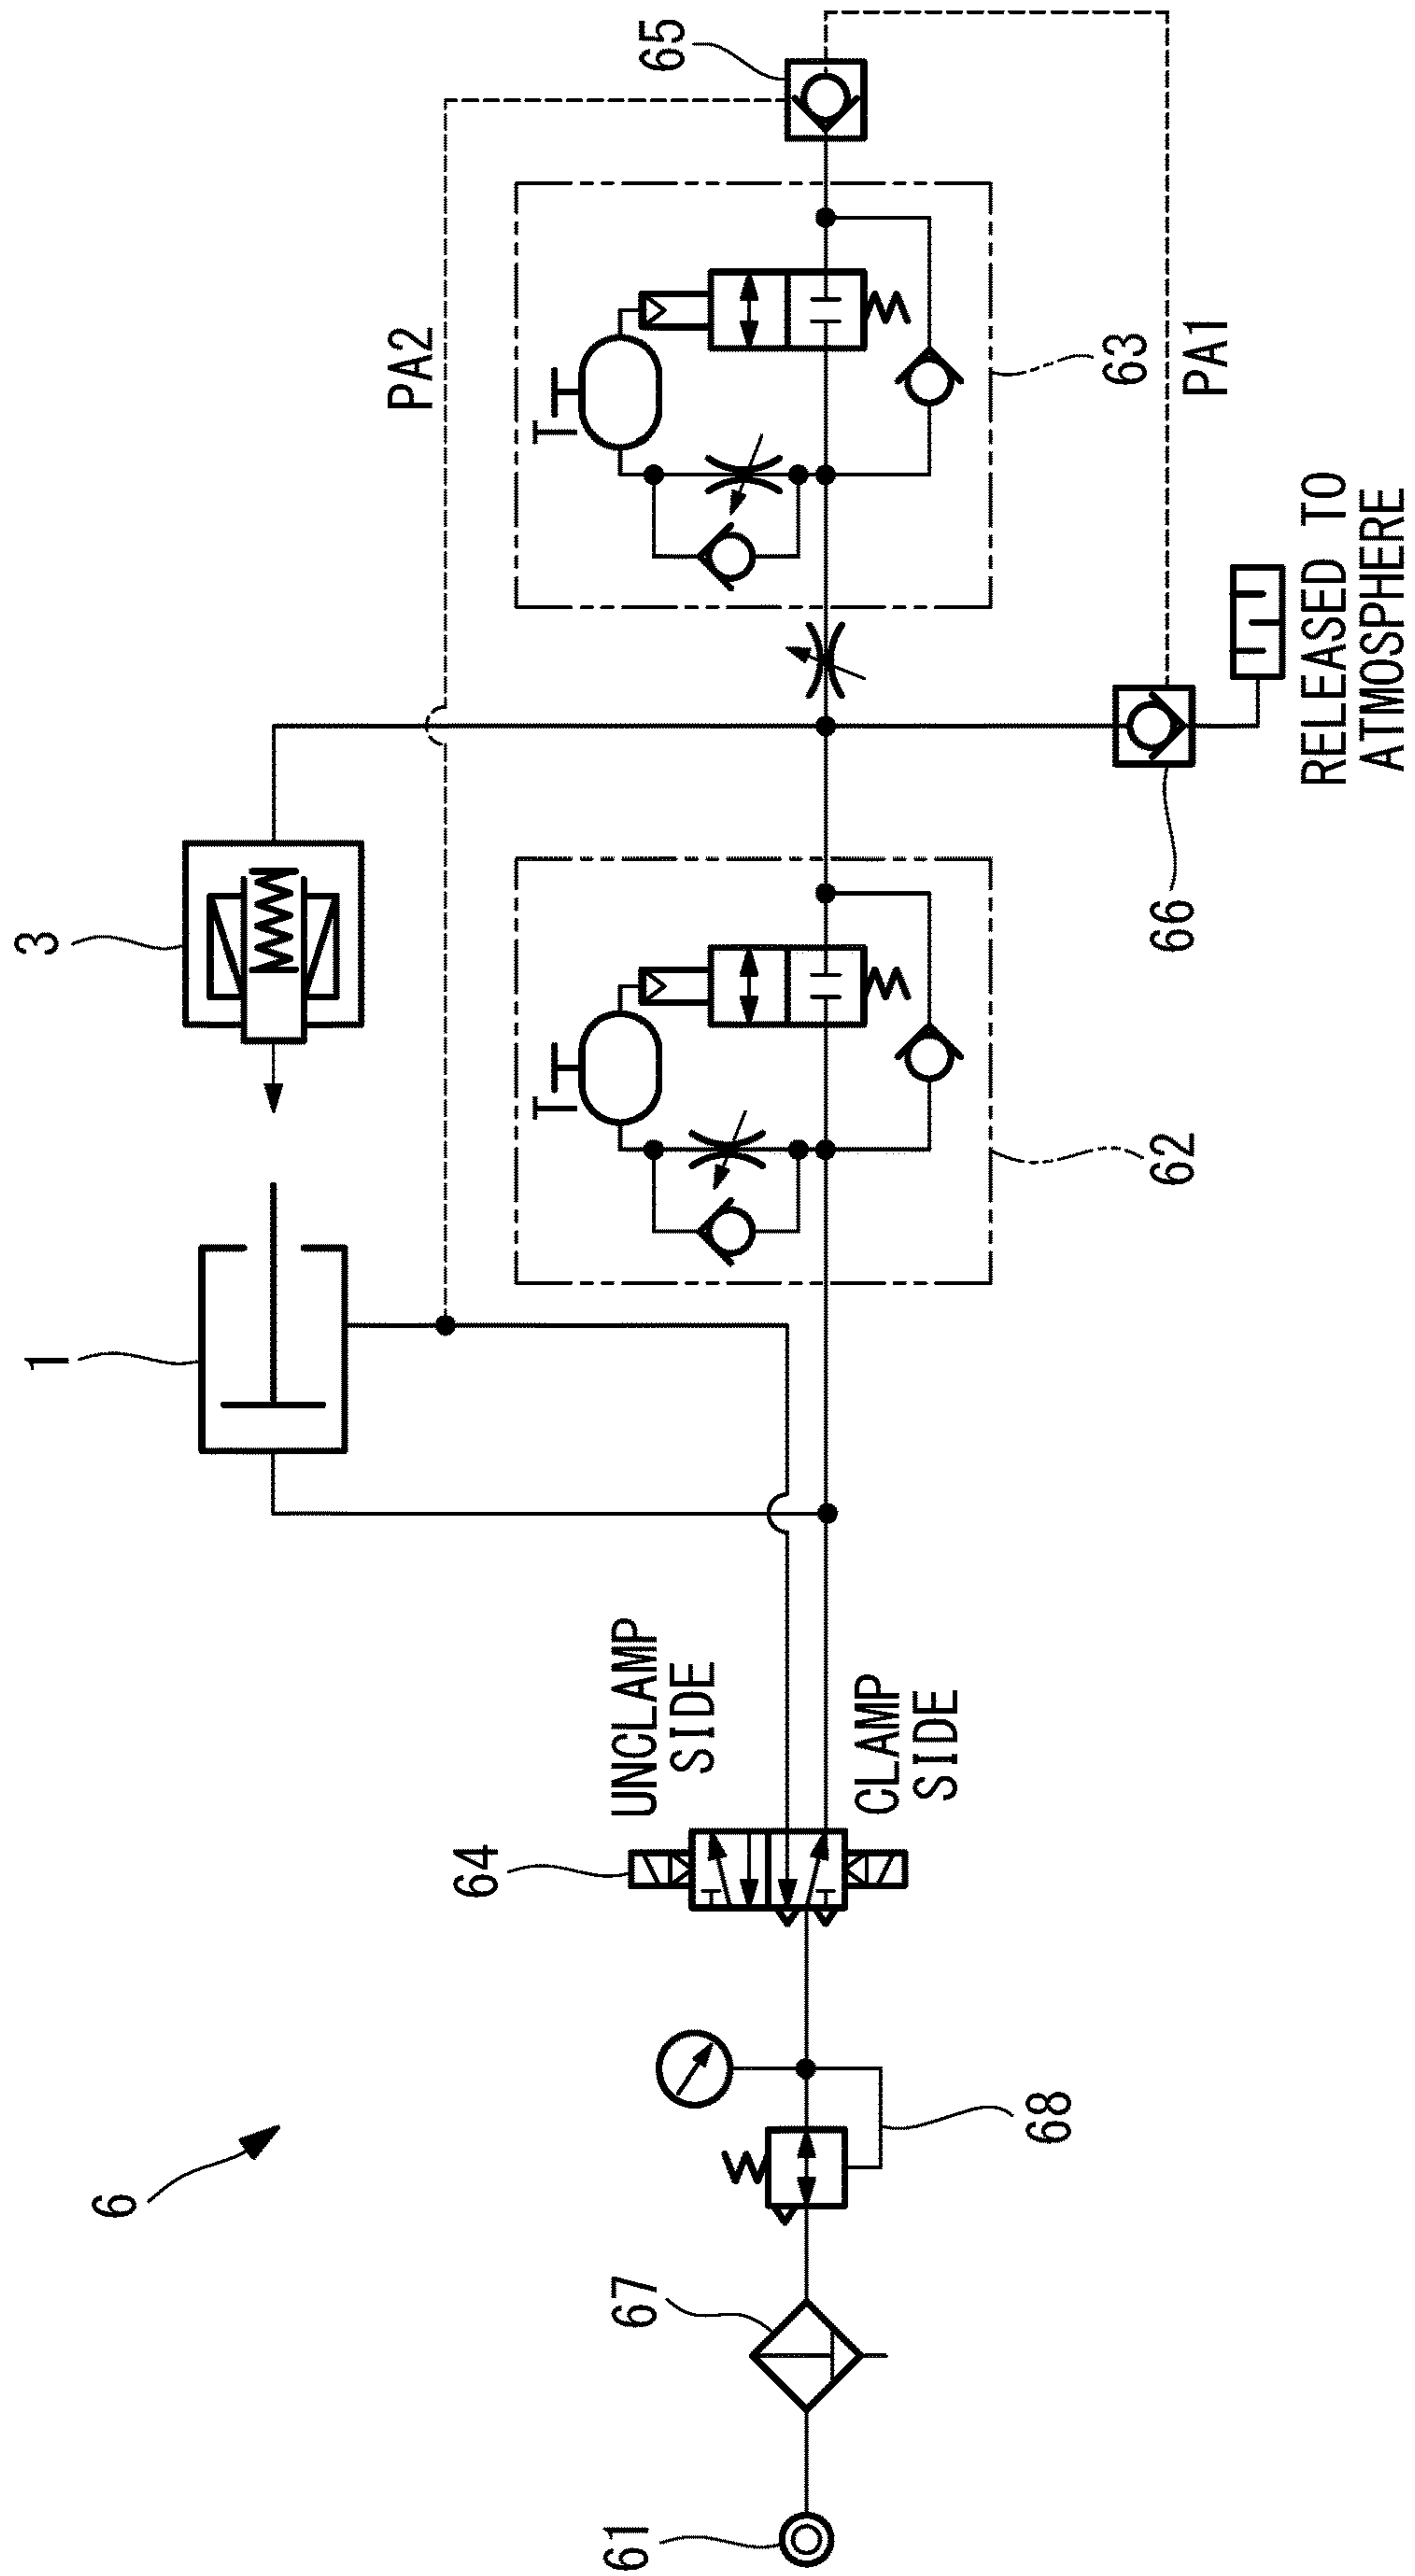 6
61
67
68
64
UNCLAMP
SIDE
CLAMP
SIDE
1
3
62
66
PA2
63
PA1
65
RELEASED TO
ATMOSPHERE